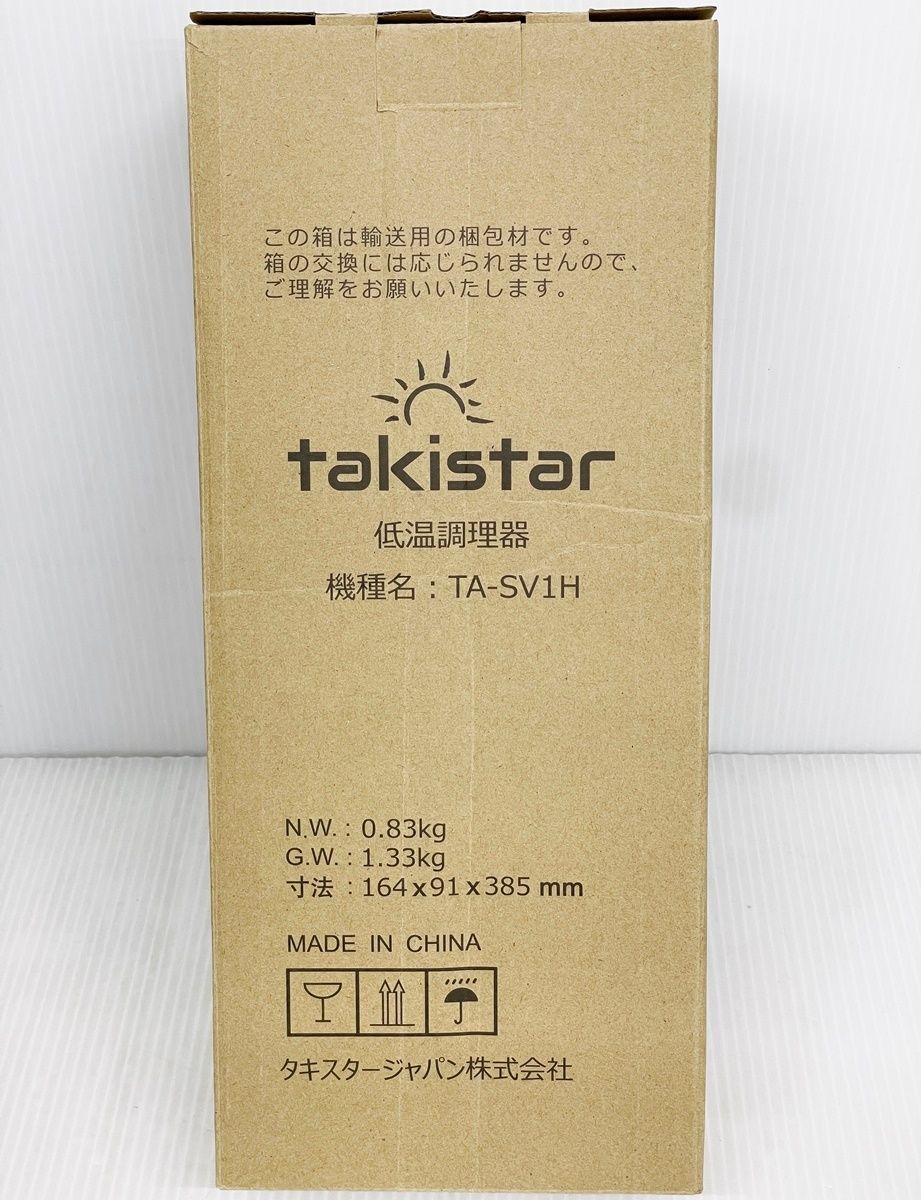 この箱は輸送用の梱包材です。
箱の交換には応じられませんので、
ご理解をお願いいたします。
takistar
低温調理器
機種名：TA-SV1H
N.W.：0.83kg
G.W.：1.33kg
寸法：164x91x385 mm
MADE IN CHINA
タキスタージャパン株式会社